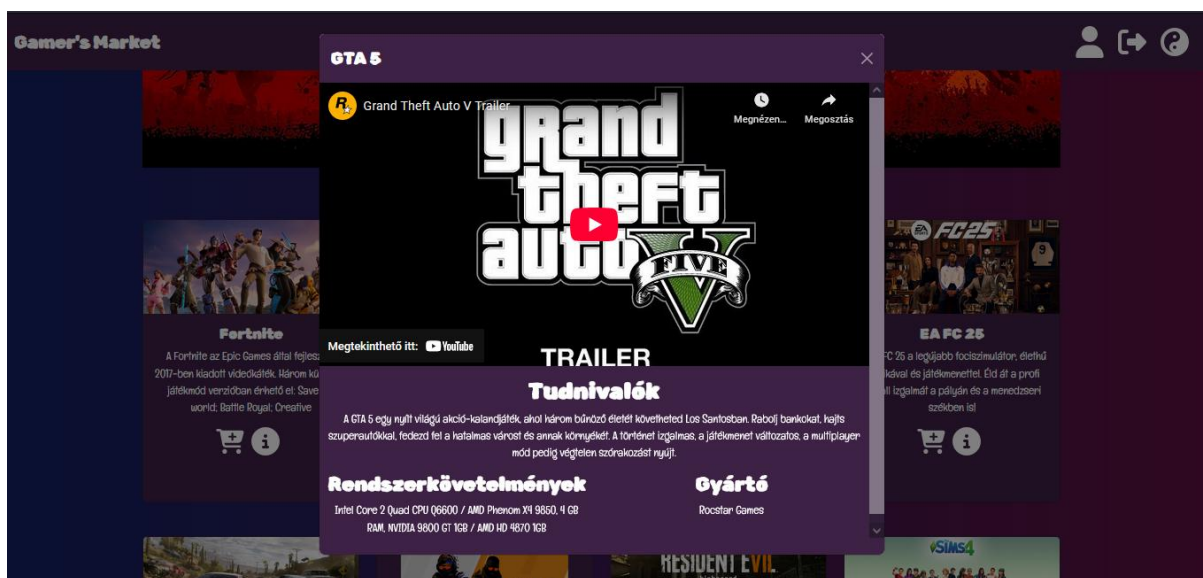 Gamer's Market
GTA 5
Grand Theft Auto V Trailer
Megnézen...
Megosztás
grand
theft
auto
FIVE
Megtekinthető itt: YouTube
TRAILER
Tudnivalók
A GTA 5 egy nyílt világú akció-kalandjáték, ahol három bűnöző életét követheted Los Santosban. Rabolj bankokat, hajts
szuperautókkal, fedezd fel a hatalmas várost és annak környékét. A történet izgalmas, a játékmenet változatos, a multiplayer
mód pedig végtelen szórakozást nyújt.
Rendszerkövetelmények
Intel Core 2 Quad CPU Q6600 / AMD Phenom X4 9850, 4 GB
RAM, NVIDIA 9800 GT 1GB / AMD HD 4870 1GB
Gyártó
Rocstar Games
Fortnite
A Fortnite az Epic Games által fejles
2017-ben kiadott videókáték. Három kü
játékmód verzióban érhető el: Save
world; Battle Royal; Creative
FC25
9
EA FC 25
FC 25 a legújabb fociszimulátor, élethű
kával és játékmenettel. Éld át a profi
izgalmát a pályán és a menedzseri
székben is!
RESIDENT EVIL
SIMS4